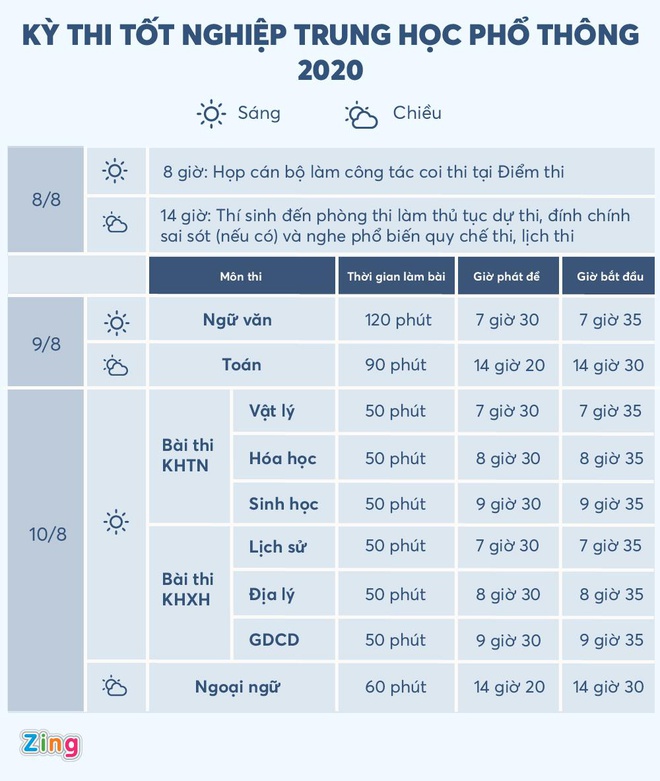 KỲ THI TỐT NGHIỆP TRUNG HỌC PHỔ THÔNG
2020
Sáng Chiều
8/8
8 giờ: Họp cán bộ làm công tác coi thi tại Điểm thi
14 giờ: Thí sinh đến phòng thi làm thủ tục dự thi, đính chính
sai sót (nếu có) và nghe phổ biến quy chế thi, lịch thi
Môn thi Thời gian làm bài Giờ phát đề Giờ bắt đầu
9/8
Ngữ văn 120 phút 7 giờ 30 7 giờ 35
Toán 90 phút 14 giờ 20 14 giờ 30
10/8
Bài thi
KHTN
Vật lý 50 phút 7 giờ 30 7 giờ 35
Hóa học 50 phút 8 giờ 30 8 giờ 35
Sinh học 50 phút 9 giờ 30 9 giờ 35
Bài thi
KHXH
Lịch sử 50 phút 7 giờ 30 7 giờ 35
Địa lý 50 phút 8 giờ 30 8 giờ 35
GDCD 50 phút 9 giờ 30 9 giờ 35
Ngoại ngữ 60 phút 14 giờ 20 14 giờ 30
Zing